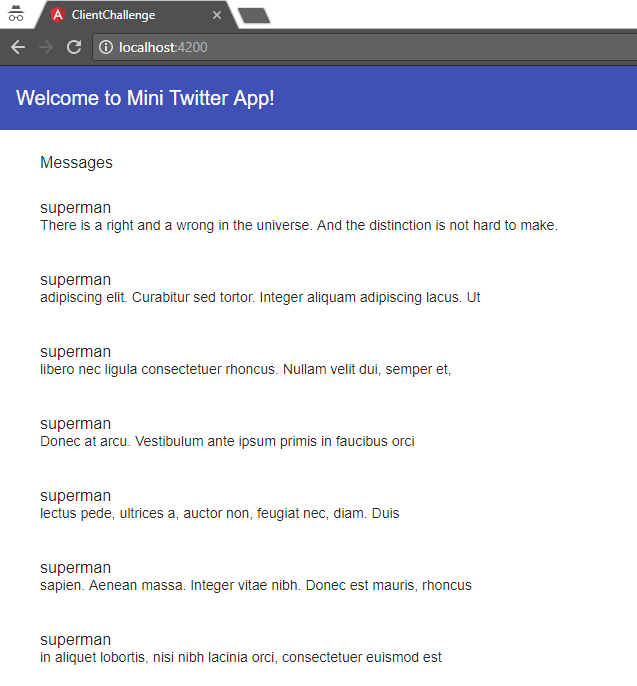 ClientChallenge
localhost:4200
Welcome to Mini Twitter App!
Messages
superman
There is a right and a wrong in the universe. And the distinction is not hard to make.
superman
adipiscing elit. Curabitur sed tortor. Integer aliquam adipiscing lacus. Ut
superman
libero nec ligula consectetuer rhoncus. Nullam velit dui, semper et,
superman
Donec at arcu. Vestibulum ante ipsum primis in faucibus orci
superman
lectus pede, ultrices a, auctor non, feugiat nec, diam. Duis
superman
sapien. Aenean massa. Integer vitae nibh. Donec est mauris, rhoncus
superman
in aliquet lobortis, nisi nibh lacinia orci, consectetuer euismod est